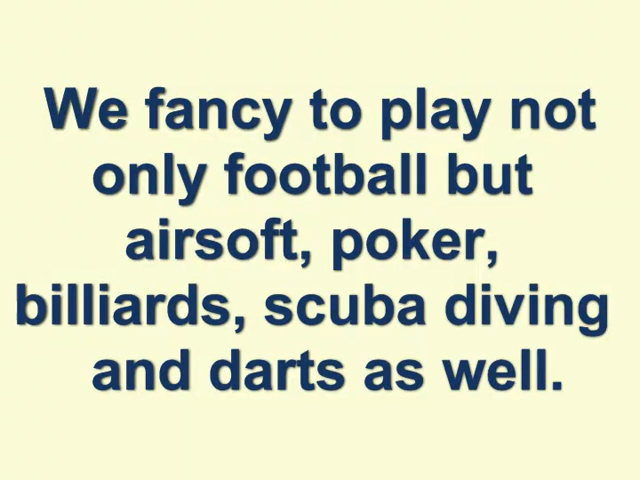 We fancy to play not
only football but
airsoft, poker,
billiards, scuba diving
and darts as well.